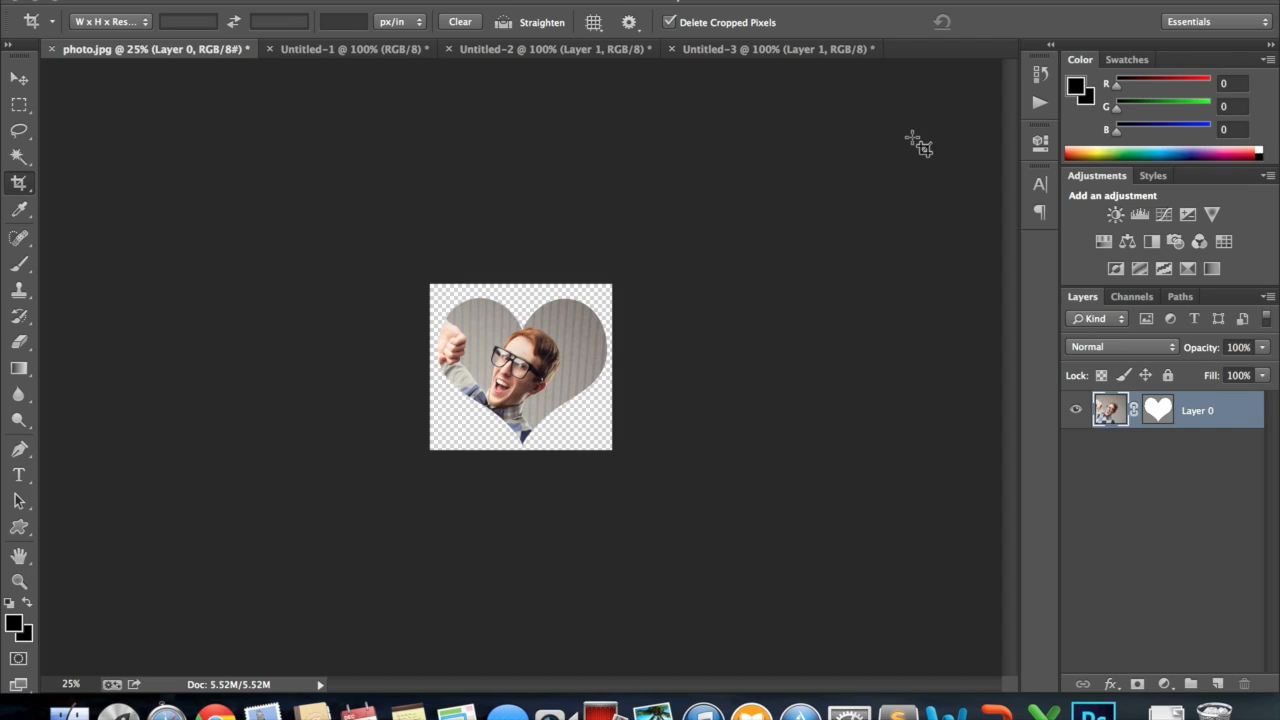 W x H x Res... px/in Clear Straighten Delete Cropped Pixels Essentials
photo.jpg @ 25% (Layer 0, RGB/8#) * Untitled-1 @ 100% (RGB/8) * Untitled-2 @ 100% (Layer 1, RGB/8) * Untitled-3 @ 100% (Layer 1, RGB/8) *
Color Swatches
R 0
G 0
B 0
Adjustments Styles
Add an adjustment
Layers Channels Paths
Kind
Normal Opacity: 100%
Lock: Fill: 100%
Layer 0
25% Doc: 5.52M/5.52M
DEC
Ps